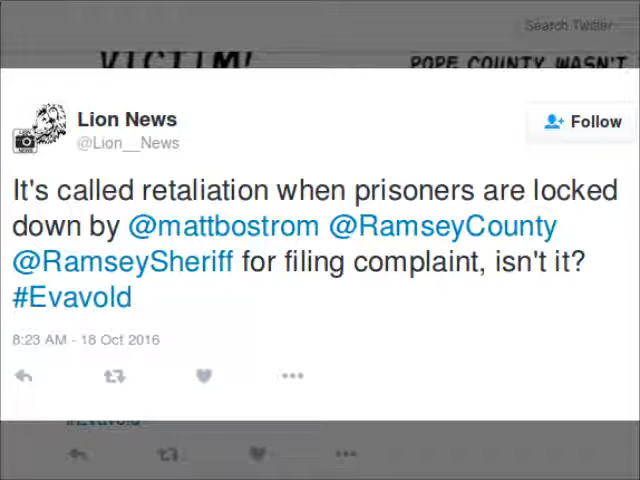 Search Twitter
VICTIM!
POPE COUNTY WASN'T
Lion News
@Lion__News
Follow
It's called retaliation when prisoners are locked
down by @mattbostrom @RamseyCounty
@RamseySheriff for filing complaint, isn't it?
#Evavold
8:23 AM - 18 Oct 2016
#Evavold